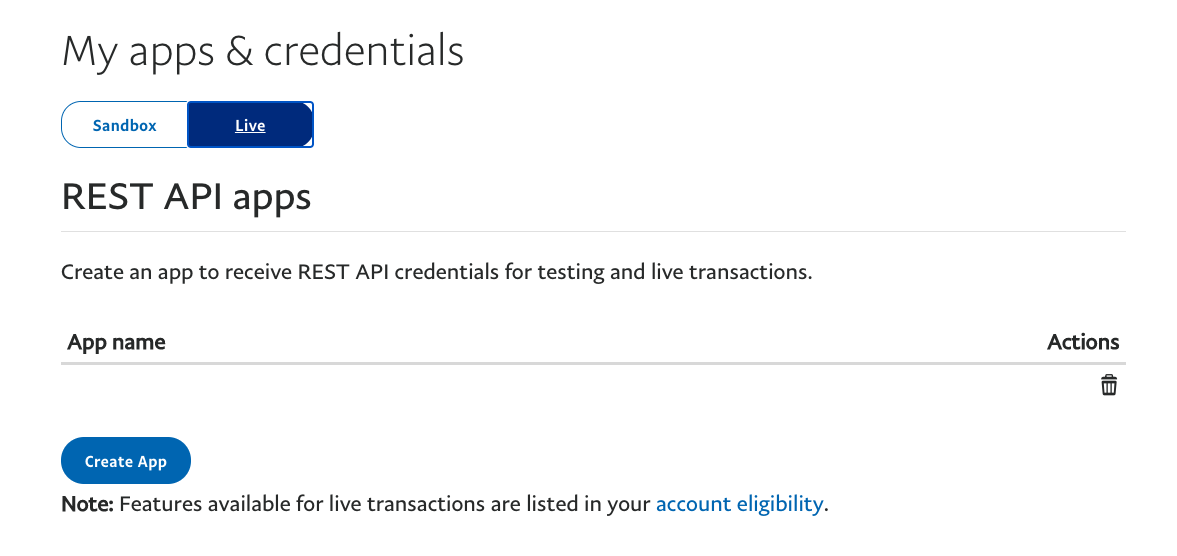 My apps & credentials
Sandbox Live
REST API apps
Create an app to receive REST API credentials for testing and live transactions.
App name Actions
Create App
Note: Features available for live transactions are listed in your account eligibility.